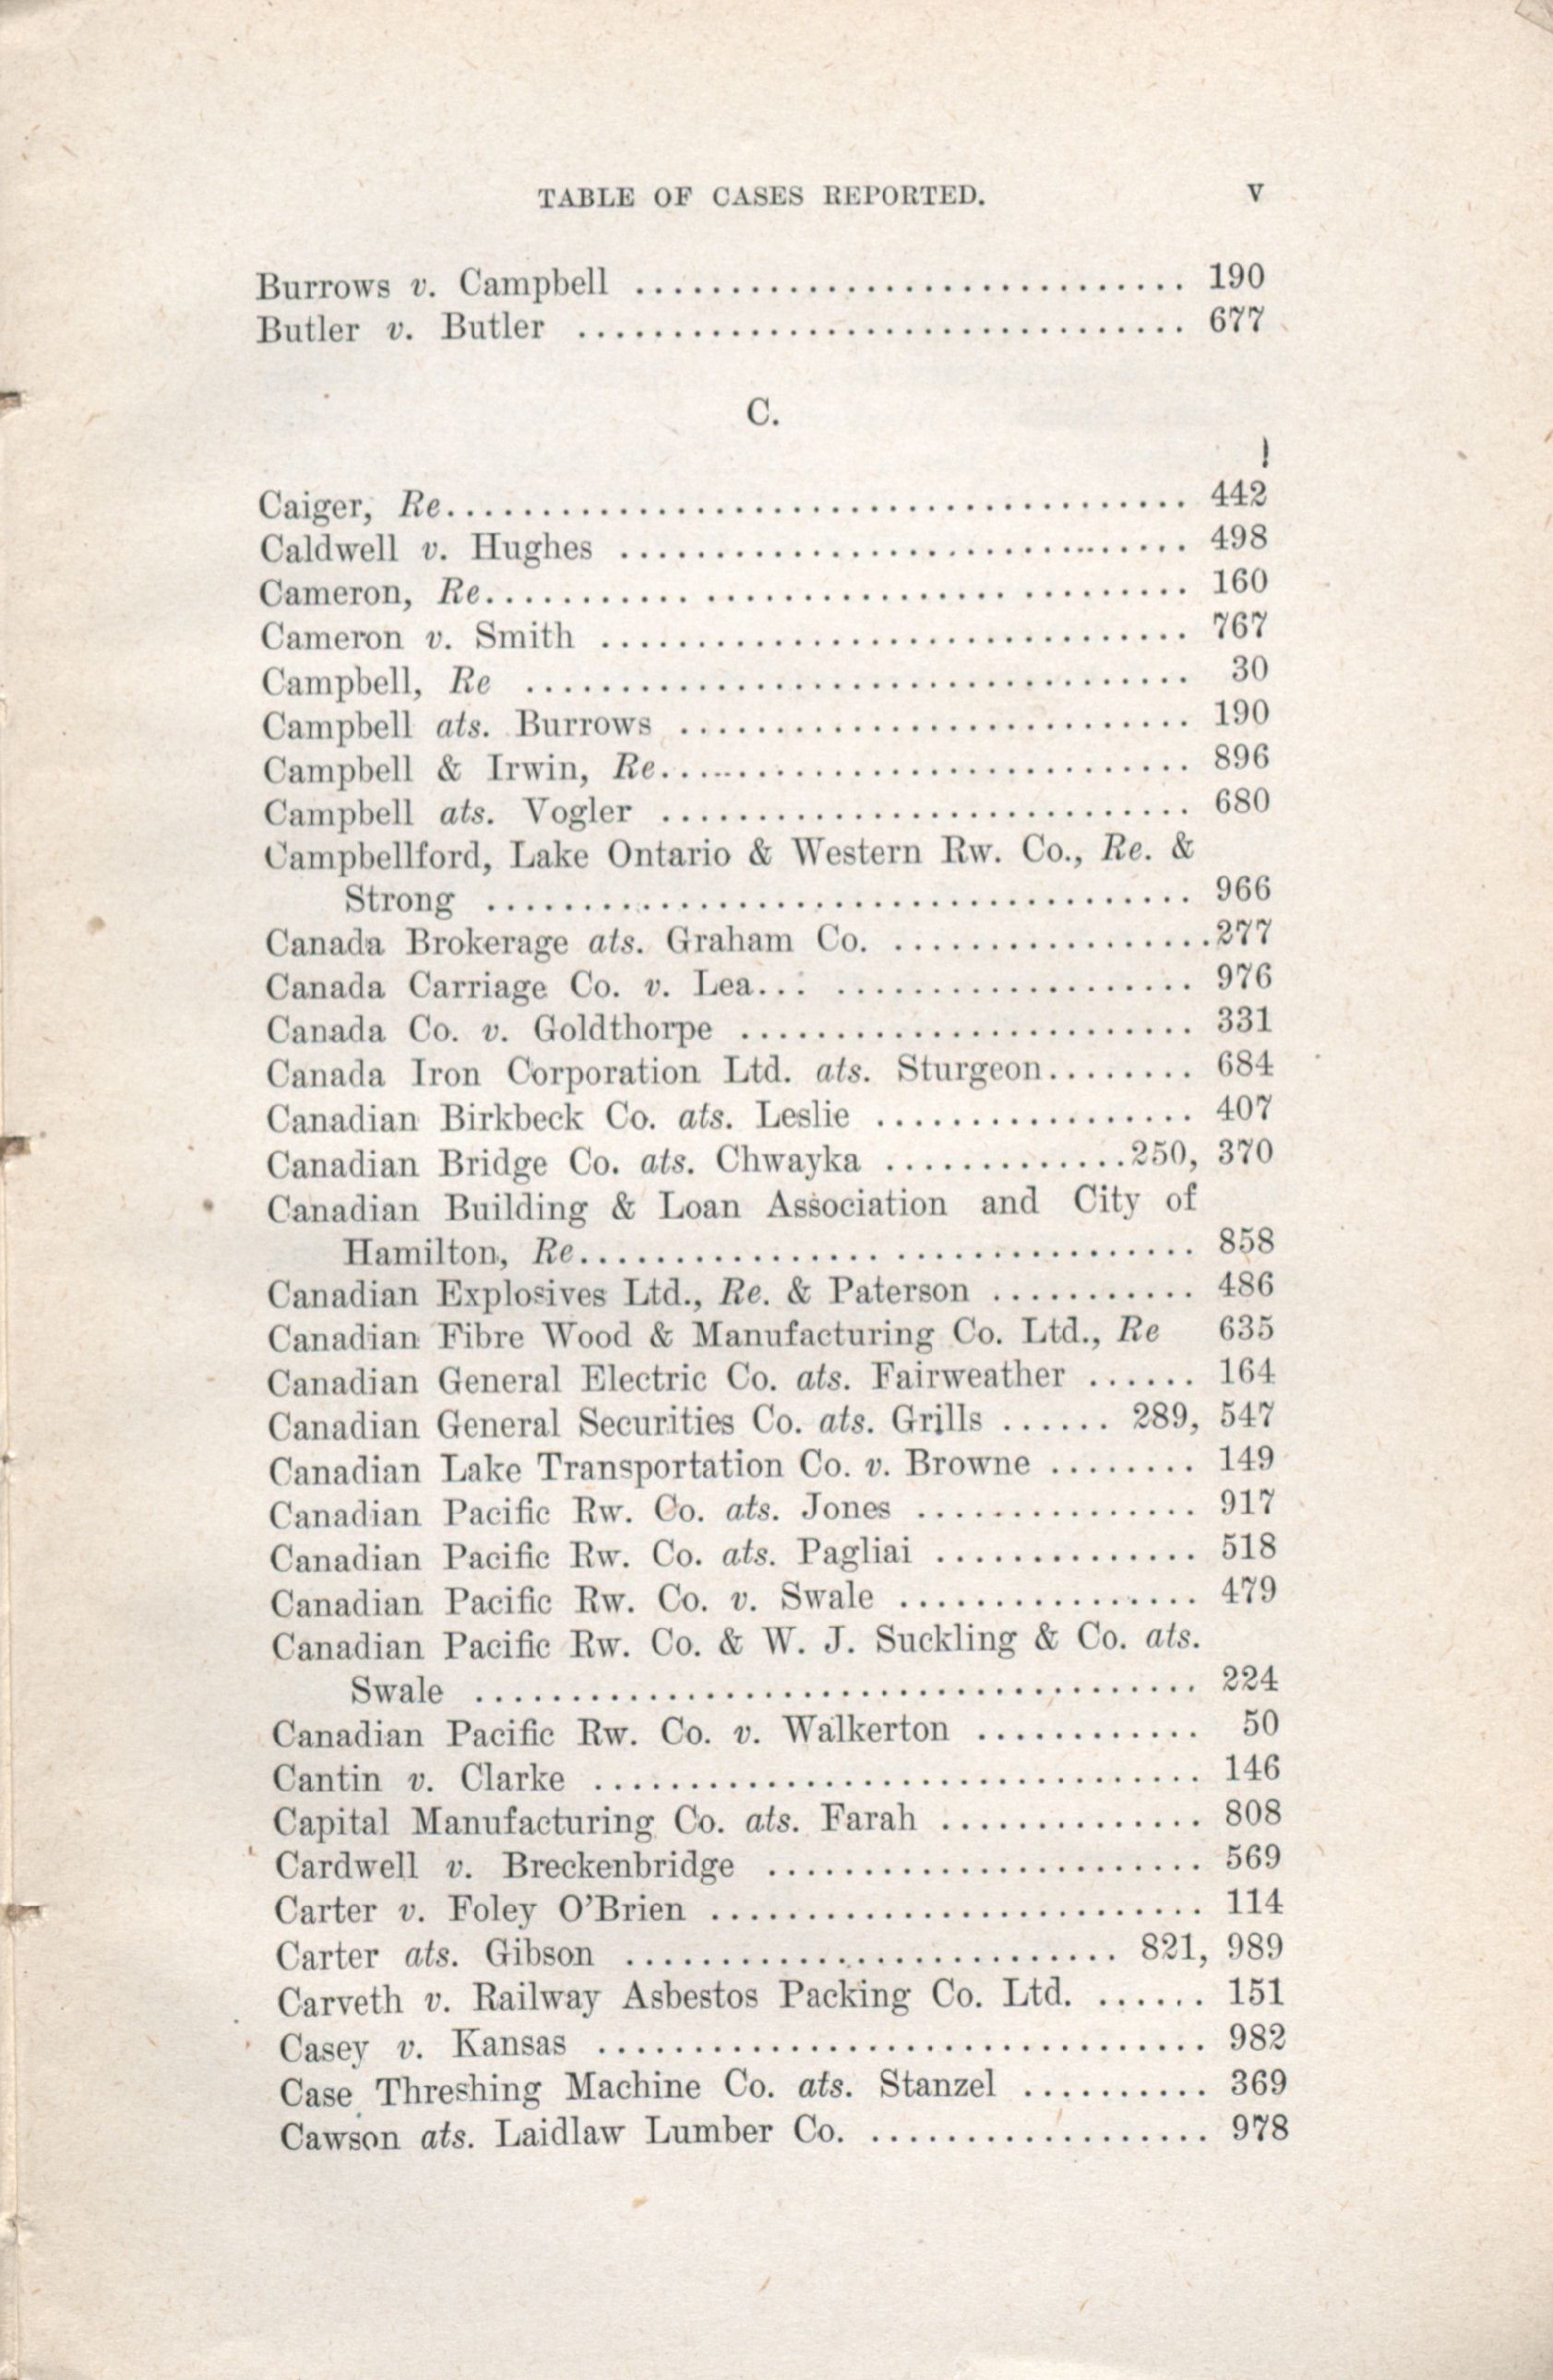 TABLE OF CASES REPORTED. V
Burrows v. Campbell .................................. 190
Butler v. Butler ...................................... 677
C.
Caiger, Re............................................. 442
Caldwell v. Hughes .................................... 498
Cameron, Re............................................ 160
Cameron v. Smith ...................................... 767
Campbell, Re .......................................... 30
Campbell ats. Burrows ................................. 190
Campbell & Irwin, Re................................... 896
Campbell ats. Vogler .................................. 680
Campbellford, Lake Ontario & Western Rw. Co., Re. &
Strong ................................................ 966
Canada Brokerage ats. Graham Co. .................277
Canada Carriage Co. v. Lea... ................... 976
Canada Co. v. Goldthorpe ........................ 331
Canada Iron Corporation Ltd. ats. Sturgeon........ 684
Canadian Birkbeck Co. ats. Leslie ................. 407
Canadian Bridge Co. ats. Chwayka .............250, 370
Canadian Building & Loan Association and City of
Hamilton, Re................................. 858
Canadian Explosives Ltd., Re. & Paterson ........... 486
Canadian Fibre Wood & Manufacturing Co. Ltd., Re 635
Canadian General Electric Co. ats. Fairweather ...... 164
Canadian General Securities Co. ats. Grills ...... 289, 547
Canadian Lake Transportation Co. v. Browne ........ 149
Canadian Pacific Rw. Co. ats. Jones ............... 917
Canadian Pacific Rw. Co. ats. Pagliai .............. 518
Canadian Pacific Rw. Co. v. Swale ................ 479
Canadian Pacific Rw. Co. & W. J. Suckling & Co. ats.
Swale ....................................... 224
Canadian Pacific Rw. Co. v. Walkerton ............ 50
Cantin v. Clarke ................................ 146
Capital Manufacturing Co. ats. Farah .............. 808
Cardwell v. Breckenbridge ....................... 569
Carter v. Foley O'Brien .......................... 114
Carter ats. Gibson .......................... 821, 989
Carveth v. Railway Asbestos Packing Co. Ltd. ...... 151
Casey v. Kansas ................................ 982
Case Threshing Machine Co. ats. Stanzel .......... 369
Cawson ats. Laidlaw Lumber Co. .................. 978